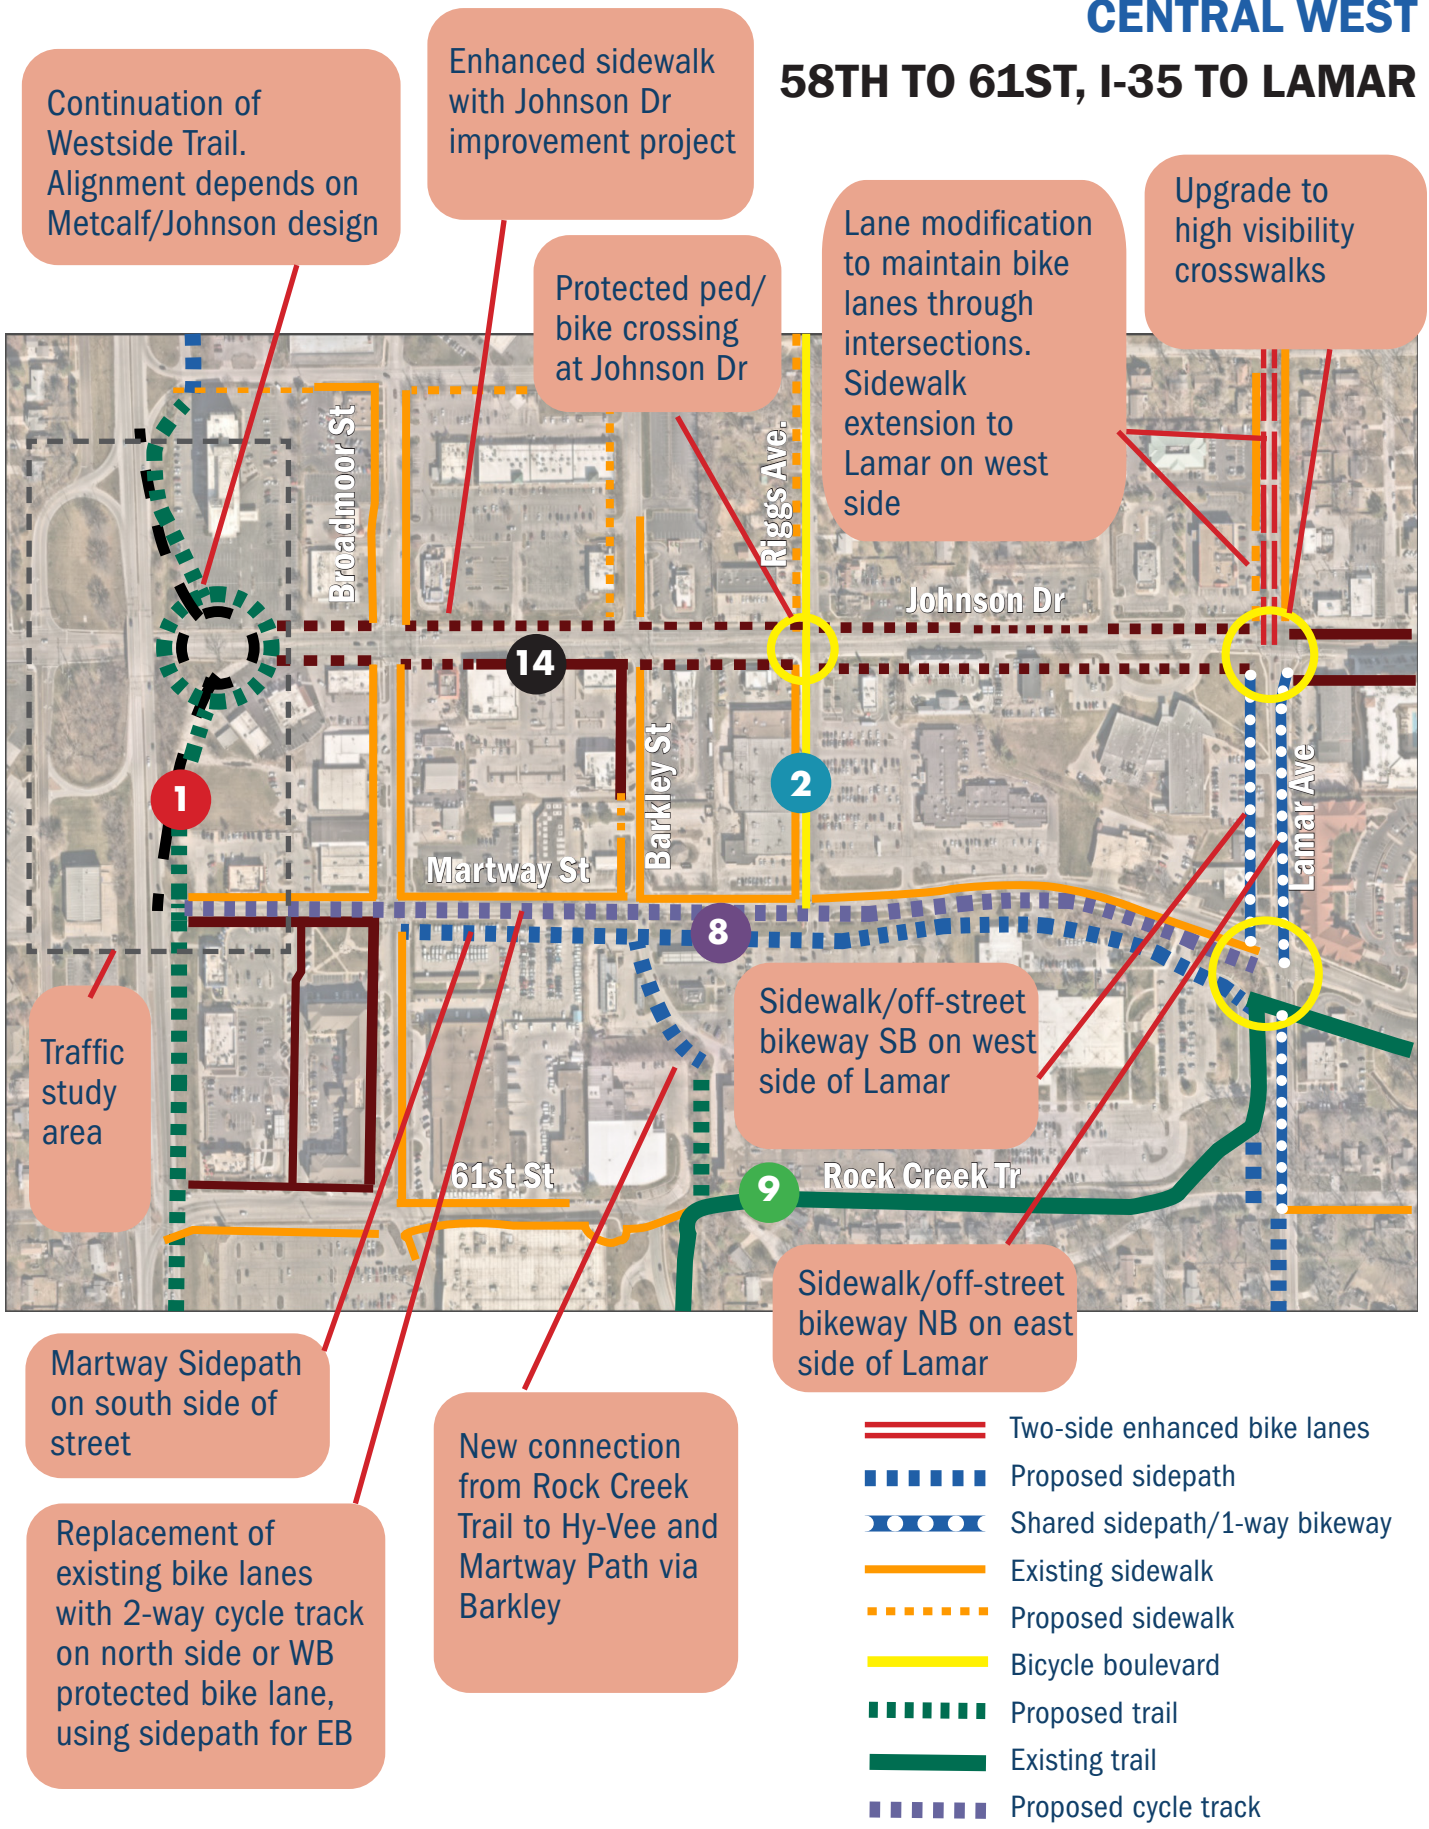 CENTRAL WEST
58TH TO 61ST, I-35 TO LAMAR
Continuation of
Westside Trail.
Alignment depends on
Metcalf/Johnson design
Enhanced sidewalk
with Johnson Dr
improvement project
Protected ped/
bike crossing
at Johnson Dr
Lane modification
to maintain bike
lanes through
intersections.
Sidewalk
extension to
Lamar on west
side
Upgrade to
high visibility
crosswalks
Broadmoor St
Riggs Ave.
Johnson Dr
14
Barkley St
2
1
Lamar Ave
Martway St
8
Traffic
study
area
Sidewalk/off-street
bikeway SB on west
side of Lamar
61st St
9
Rock Creek Tr
Sidewalk/off-street
bikeway NB on east
side of Lamar
Martway Sidepath
on south side of
street
Replacement of
existing bike lanes
with 2-way cycle track
on north side or WB
protected bike lane,
using sidepath for EB
New connection
from Rock Creek
Trail to Hy-Vee and
Martway Path via
Barkley
Two-side enhanced bike lanes
Proposed sidepath
Shared sidepath/1-way bikeway
Existing sidewalk
Proposed sidewalk
Bicycle boulevard
Proposed trail
Existing trail
Proposed cycle track